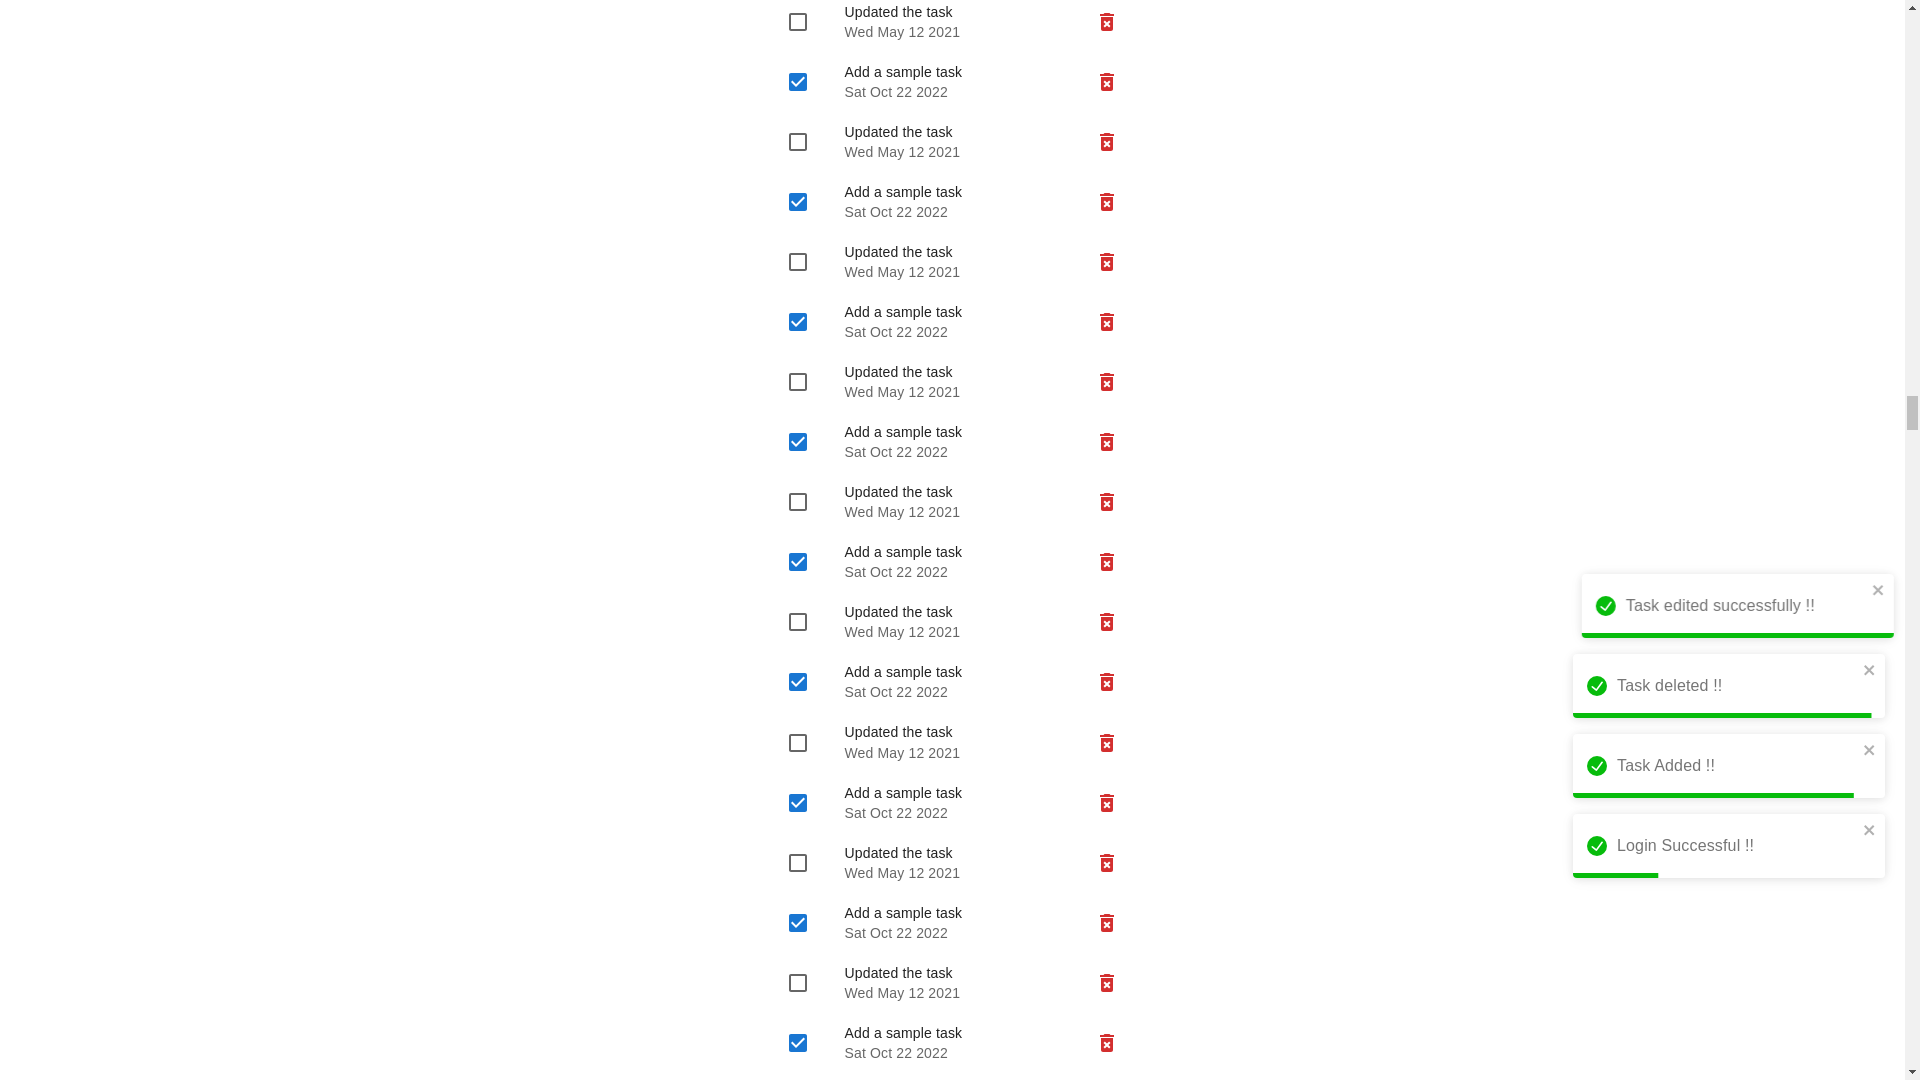 Updated the task
Wed May 12 2021
Add a sample task
Sat Oct 22 2022
Updated the task
Wed May 12 2021
Add a sample task
Sat Oct 22 2022
Updated the task
Wed May 12 2021
Add a sample task
Sat Oct 22 2022
Updated the task
Wed May 12 2021
Add a sample task
Sat Oct 22 2022
Updated the task
Wed May 12 2021
Add a sample task
Sat Oct 22 2022
Updated the task
Wed May 12 2021
Add a sample task
Sat Oct 22 2022
Updated the task
Wed May 12 2021
Add a sample task
Sat Oct 22 2022
Updated the task
Wed May 12 2021
Add a sample task
Sat Oct 22 2022
Updated the task
Wed May 12 2021
Add a sample task
Sat Oct 22 2022
Task edited successfully !!
Task deleted !!
Task Added !!
Login Successful !!